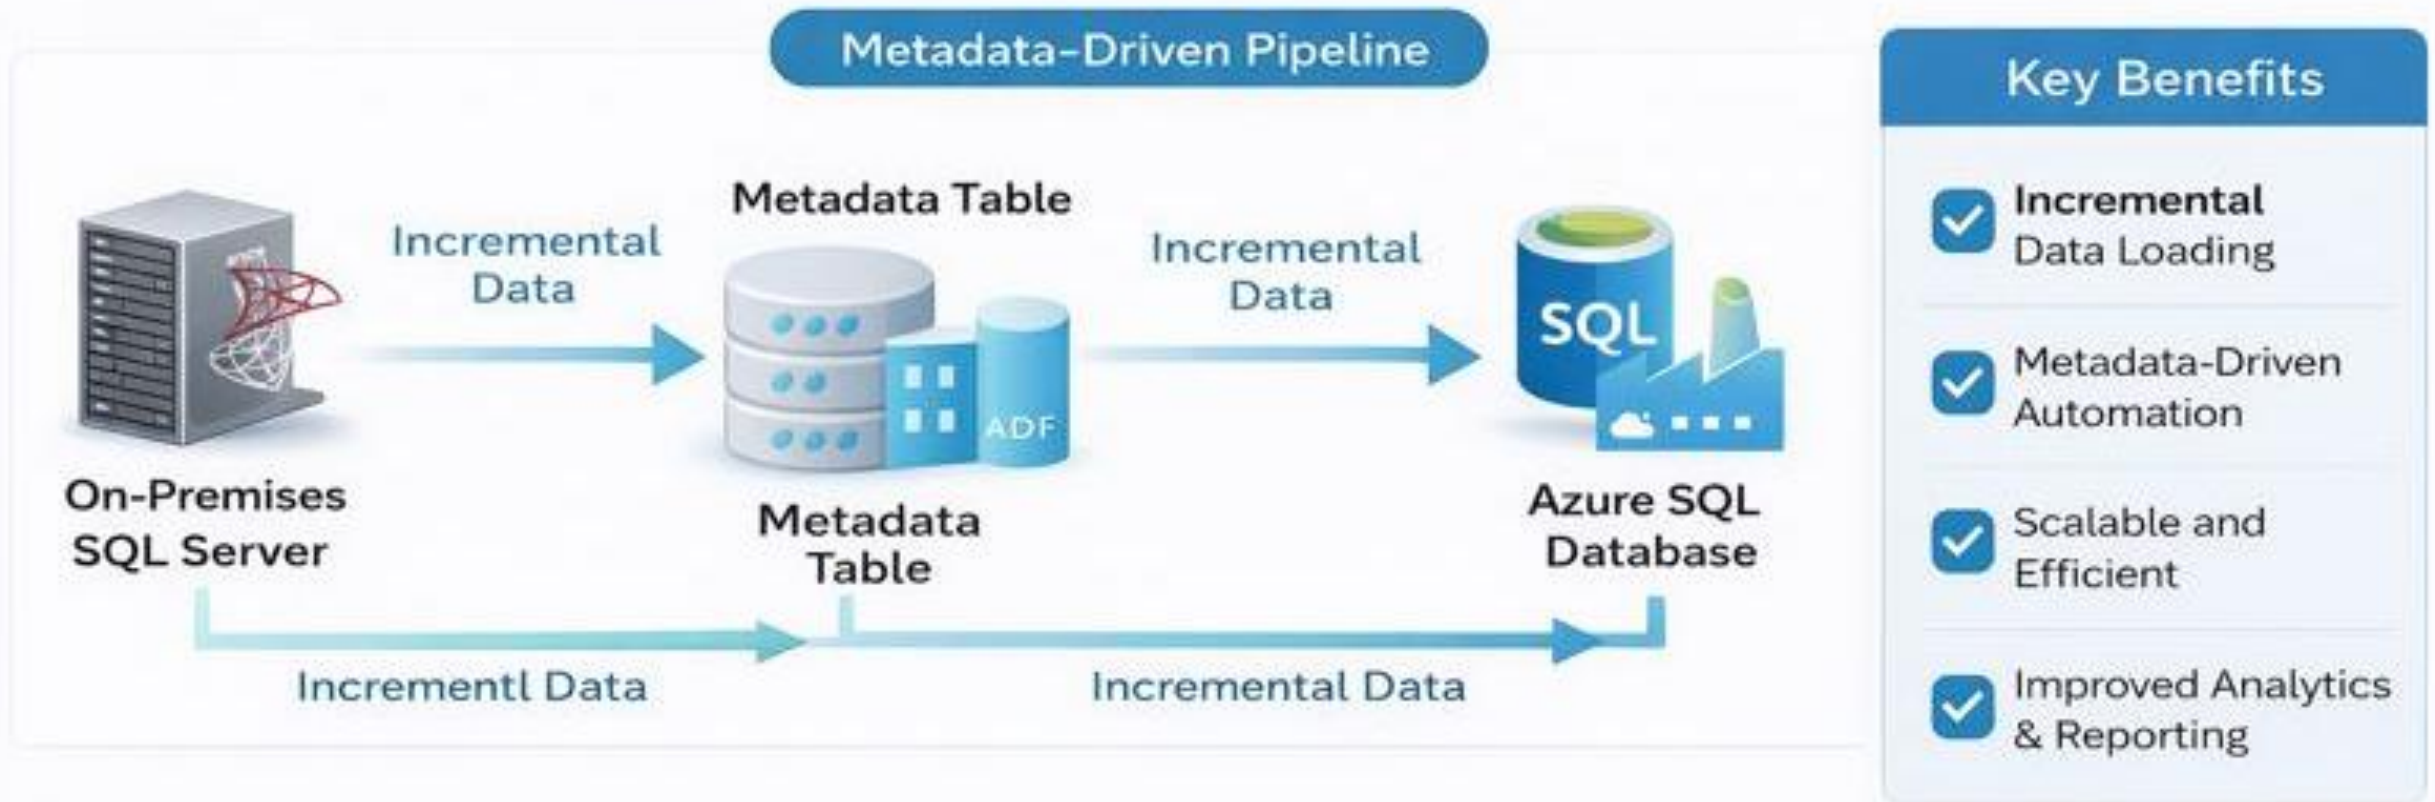 Metadata-Driven Pipeline
Metadata Table
Incremental
Data
Incremental
Data
ADF
SQL
On-Premises
SQL Server
Metadata
Table
Azure SQL
Database
Incrementl Data
Incremental Data
Key Benefits
Incremental
Data Loading
Metadata-Driven
Automation
Scalable and
Efficient
Improved Analytics
& Reporting